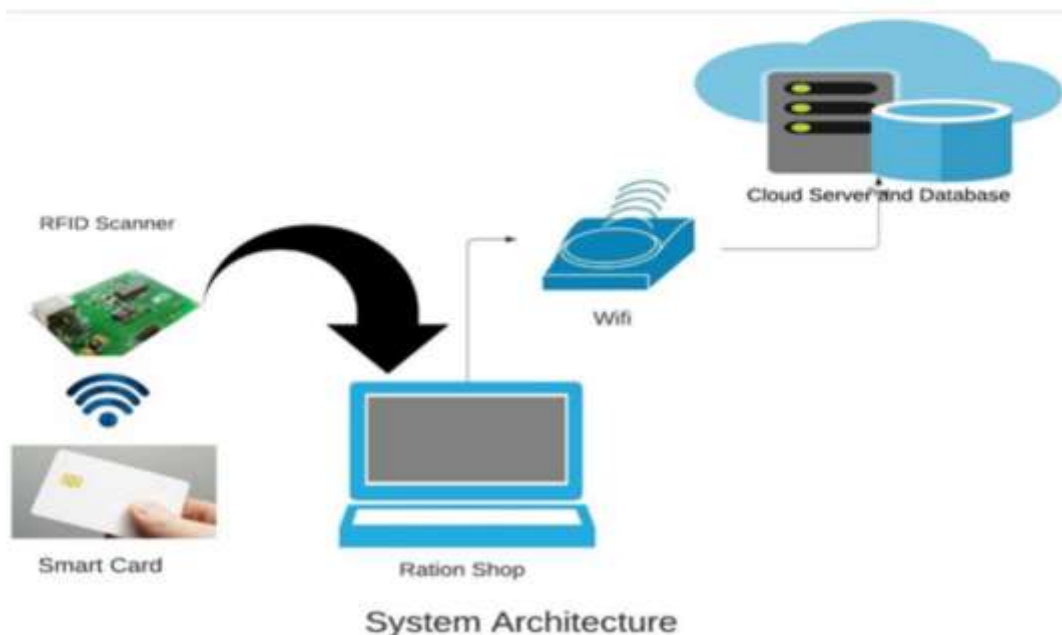 Cloud Server and Database
RFID Scanner
Wifi
Smart Card
Ration Shop
System Architecture